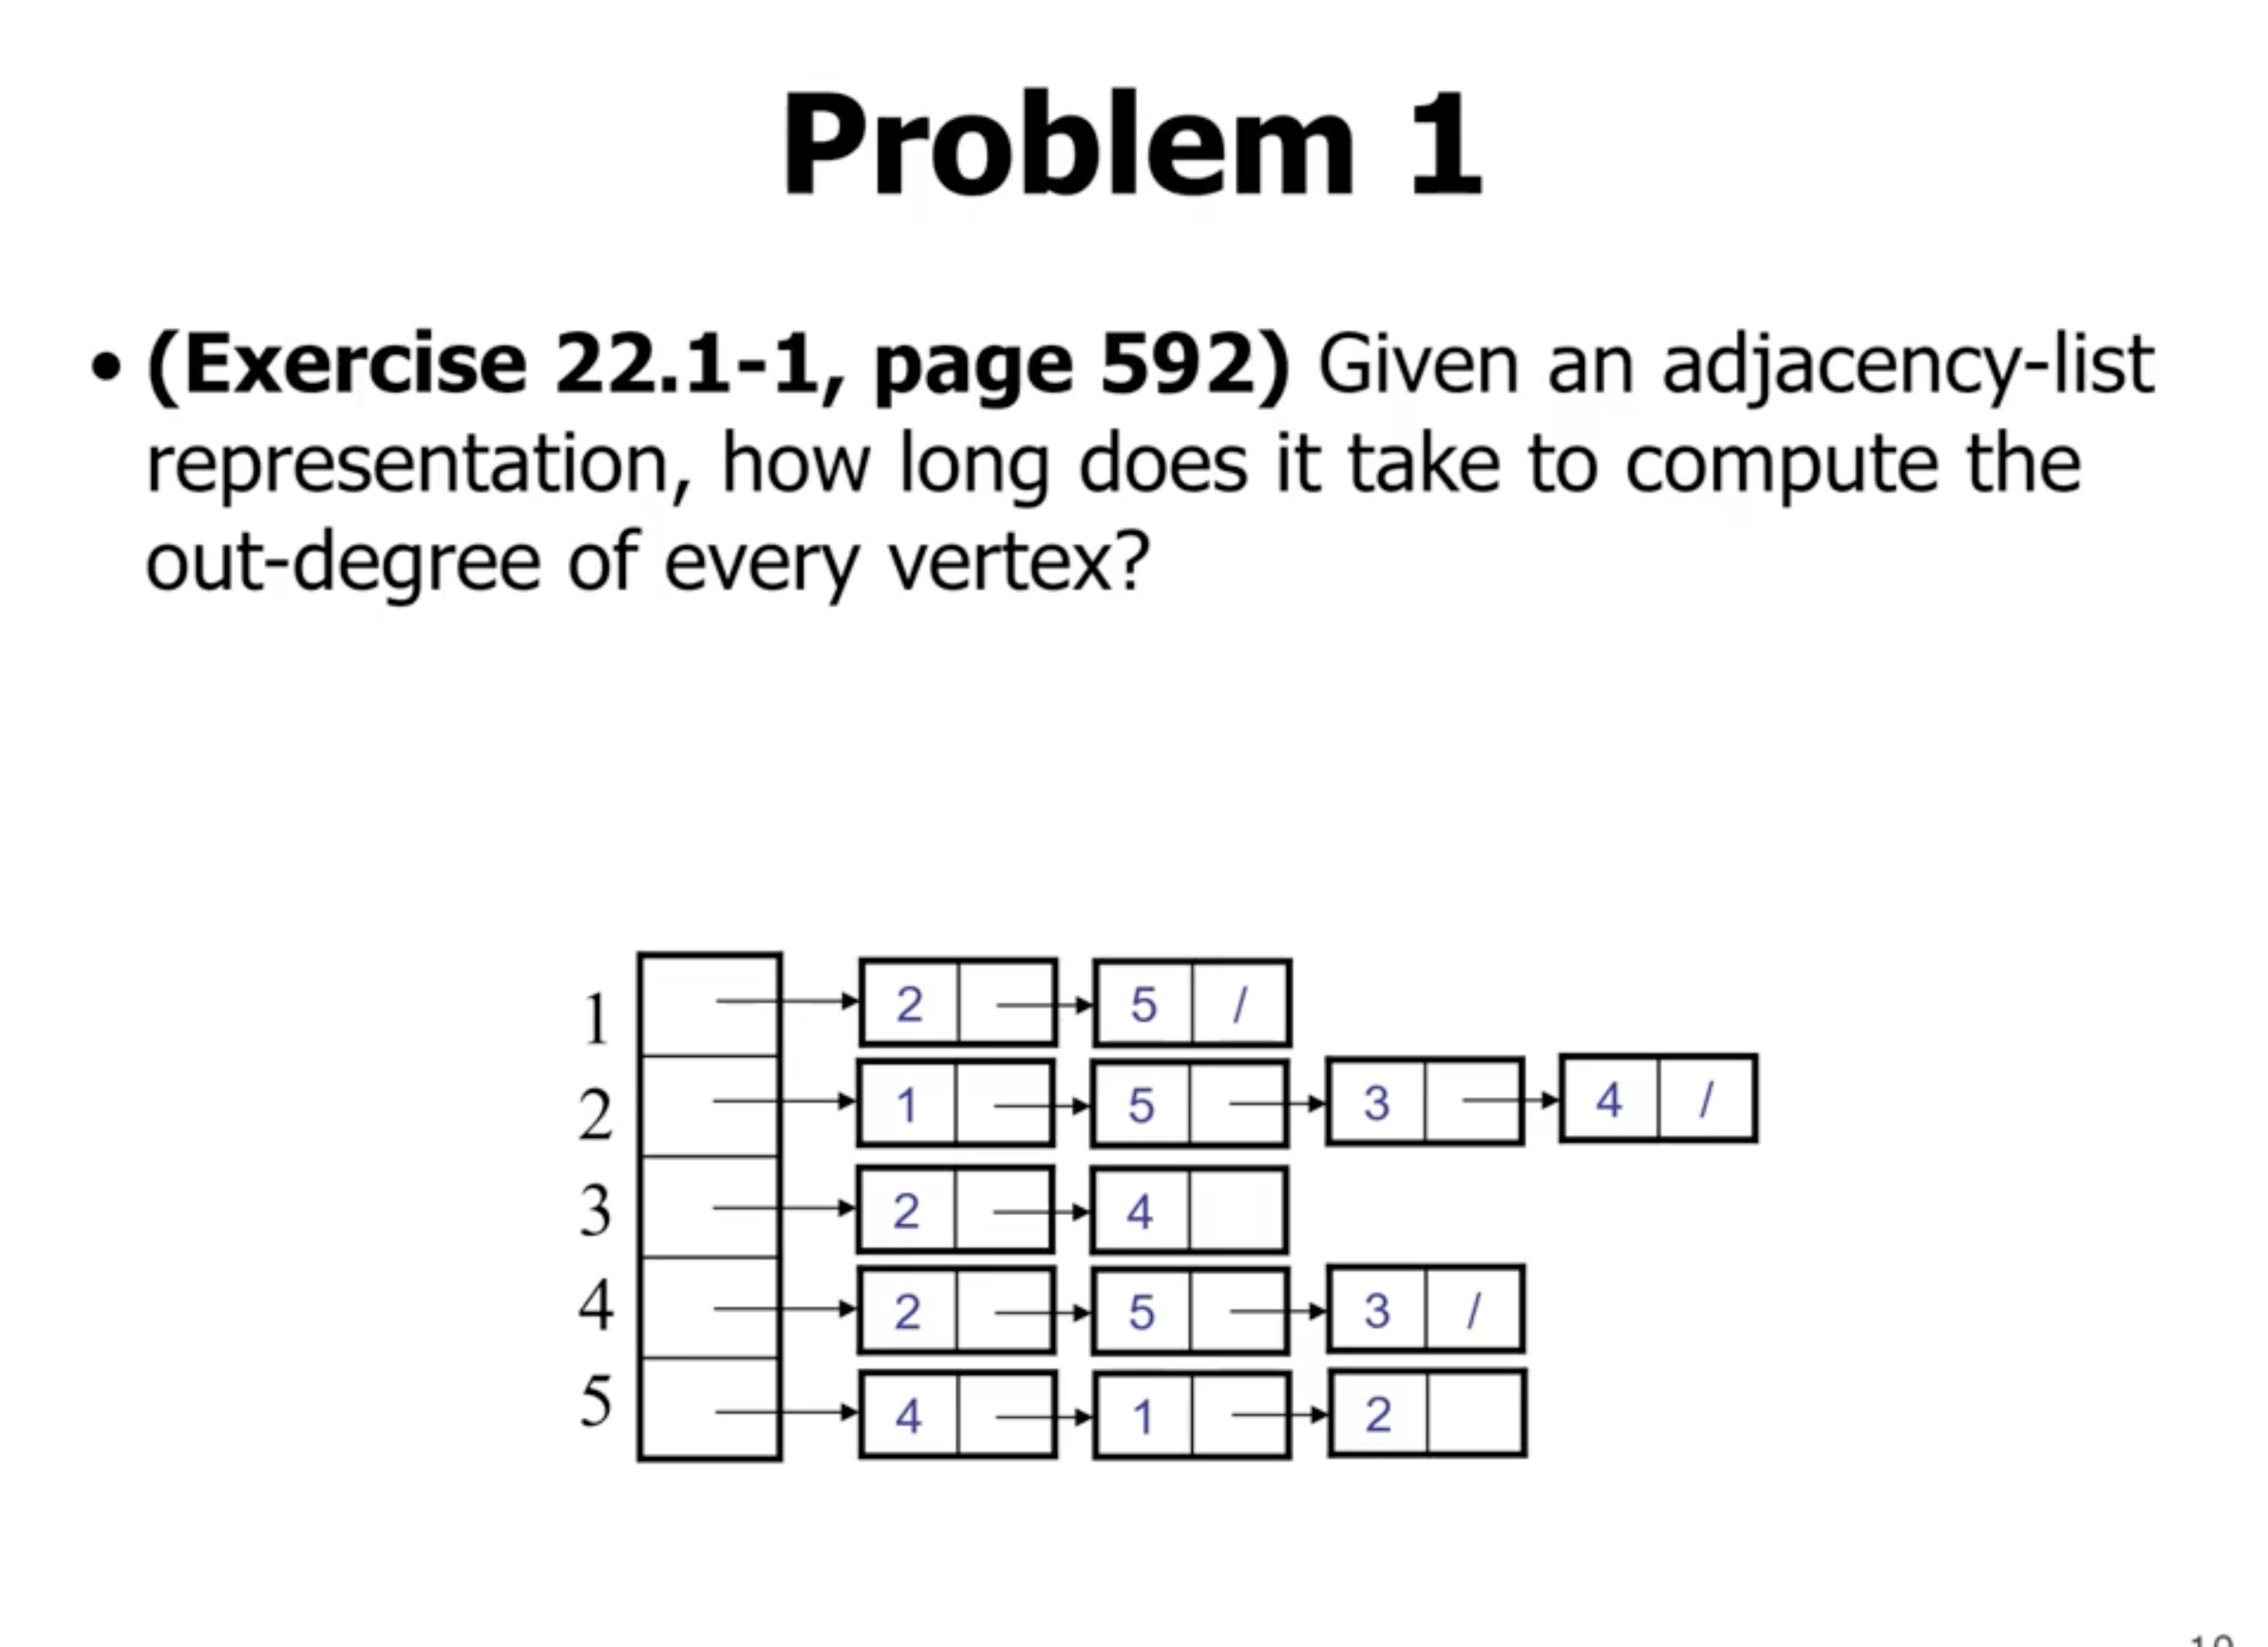 Problem 1
• (Exercise 22.1-1, page 592) Given an adjacency-list
representation, how long does it take to compute the
out-degree of every vertex?
1 2 5 /
2 1 5 3 4 /
3 2 4
4 2 5 3 /
5 4 1 2